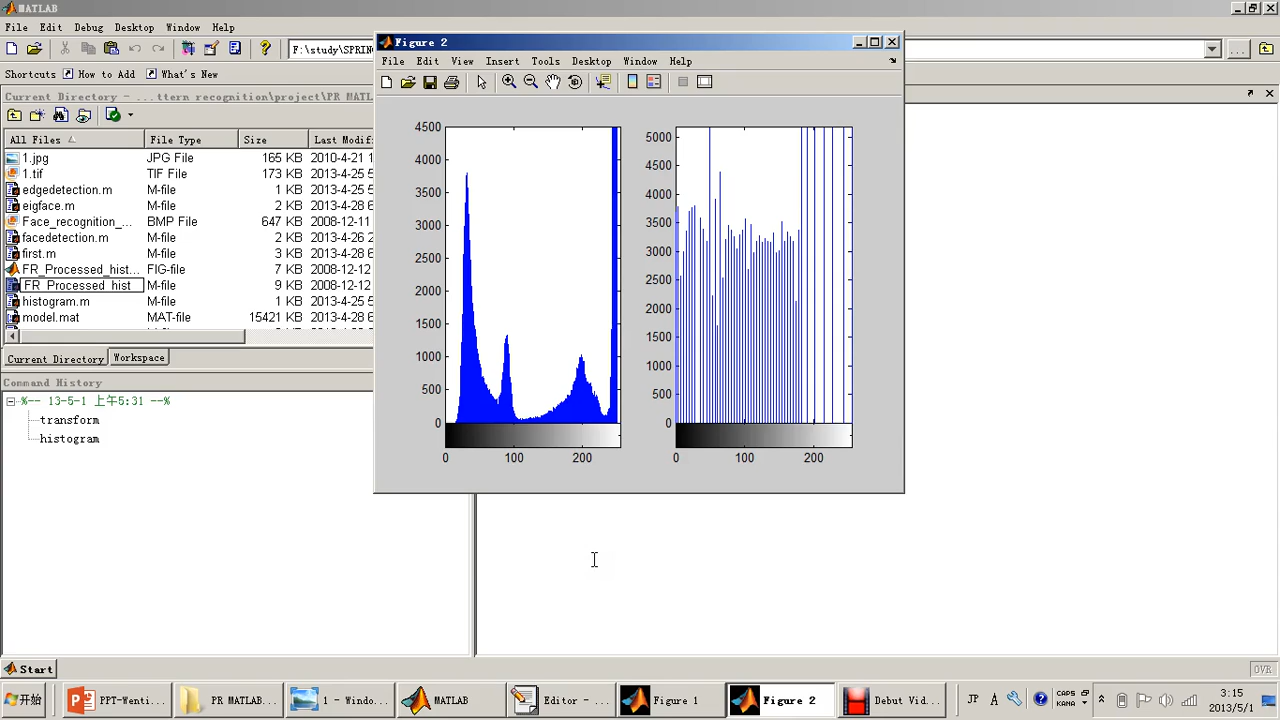 MATLAB
File Edit Debug Desktop Window Help
F:\study\SPRIN
Shortcuts How to Add What's New
Current Directory - ...ttern recognition\project\PR MATL
All Files File Type Size Last Modif
1.jpg JPG File 165 KB 2010-4-21 1
1.tif TIF File 173 KB 2013-4-25 5
edgedetection.m M-file 1 KB 2013-4-25 5
eigface.m M-file 3 KB 2013-4-28 6
Face_recognition_... BMP File 647 KB 2008-12-11
facedetection.m M-file 2 KB 2013-4-28 6
first.m M-file 3 KB 2013-4-28 6
FR_Processed_hist... FIG-file 7 KB 2008-12-12
FR_Processed_hist M-file 9 KB 2008-12-12
histogram.m M-file 1 KB 2013-4-25 5
model.mat MAT-file 15421 KB 2013-4-28 6
Current Directory Workspace
Command History
%-- 13-5-1 上午5:31 --%
transform
histogram
Figure 2
File Edit View Insert Tools Desktop Window Help
4500
4000
3500
3000
2500
2000
1500
1000
500
0
0 100 200
5000
4500
4000
3500
3000
2500
2000
1500
1000
500
0
0 100 200
Start
OVR
开始 PPT-Wenti... PR MATLAB... 1 - Windo... MATLAB Editor - ... Figure 1 Figure 2 Debut Vid... JP A CAPS KANA 3:15
2013/5/1